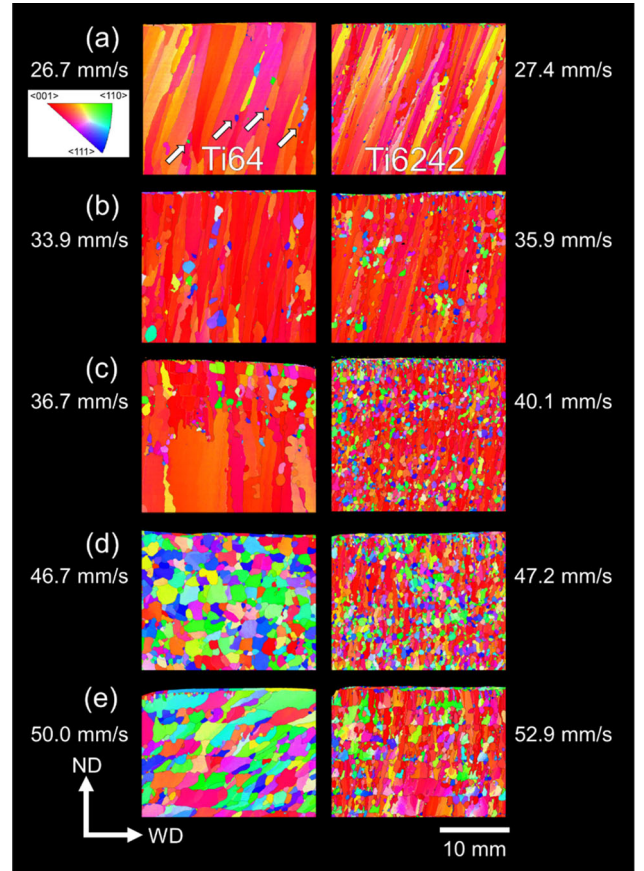 (a)
26.7 mm/s
27.4 mm/s
<001>
<110>
<111>
Ti64
Ti6242
(b)
33.9 mm/s
35.9 mm/s
(c)
36.7 mm/s
40.1 mm/s
(d)
46.7 mm/s
47.2 mm/s
(e)
50.0 mm/s
52.9 mm/s
ND
WD
10 mm